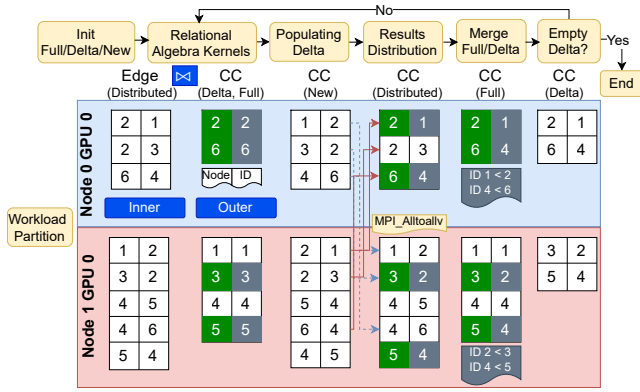 No
Init
Full/Delta/New
Relational
Algebra Kernels
Populating
Delta
Results
Distribution
Merge
Full/Delta
Empty
Delta?
Yes
End
Edge
(Distributed)
⋈
CC
(Delta, Full)
CC
(New)
CC
(Distributed)
CC
(Full)
CC
(Delta)
Workload
Partition
Node 0 GPU 0
2 1
2 3
6 4
Inner
2 2
6 6
Node ID
Outer
1 2
3 2
4 6
2 1
2 3
6 4
2 1
6 4
ID 1 < 2
ID 4 < 6
2 1
6 4
MPI_Alltoallv
Node 1 GPU 0
1 2
3 2
4 5
4 6
5 4
1 1
3 3
4 4
5 5
2 1
2 3
4 5
6 4
5 4
1 2
3 2
4 5
4 6
5 4
1 1
3 2
4 4
5 4
ID 2 < 3
ID 4 < 5
3 2
5 4